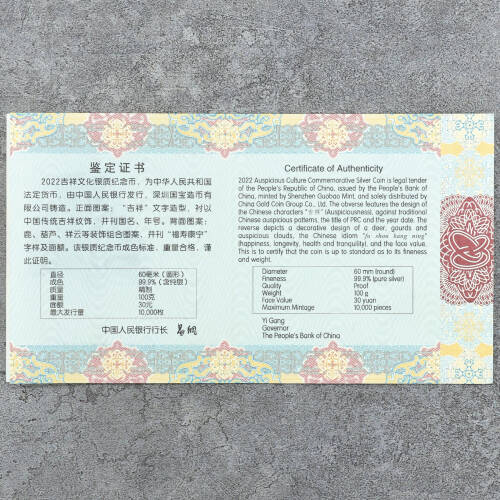 鉴定证书
2022吉祥文化银质纪念币，为中华人民共和国
法定货币，由中国人民银行发行，深圳国宝造币有
限公司铸造。正面图案：“吉祥”文字造型，衬以
中国传统吉祥纹饰，并刊国名、年号。背面图案：
鹿、葫芦、祥云等装饰组合图案，并刊“福寿康宁”
字样及面额。该银质纪念币成色标准，重量合格，谨
此证明。
直径 60毫米（圆形）
成色 99.9%（含纯银）
质量 精制
重量 100克
面额 30元
最大发行量 10,000枚
中国人民银行行长
Certificate of Authenticity
2022 Auspicious Culture Commemorative Silver Coin is legal tender
of the People's Republic of China, issued by the People's Bank of
China, minted by Shenzhen Guobao Mint, and solely distributed by
China Gold Coin Group Co., Ltd. The obverse features the design of
the Chinese characters "吉祥" (Auspiciousness), against traditional
Chinese auspicious patterns, the title of PRC and the year date. The
reverse depicts a decorative design of a deer, gourds and
auspicious clouds, the Chinese idiom "fu shou kang ning"
(happiness, longevity, health and tranquility), and the face value.
This is to certify that the coin is up to standard as to its fineness
and weight.
Diameter 60 mm (round)
Fineness 99.9% (pure silver)
Quality Proof
Weight 100 g
Face Value 30 yuan
Maximum Mintage 10,000 pieces
Yi Gang
Governor
The People's Bank of China